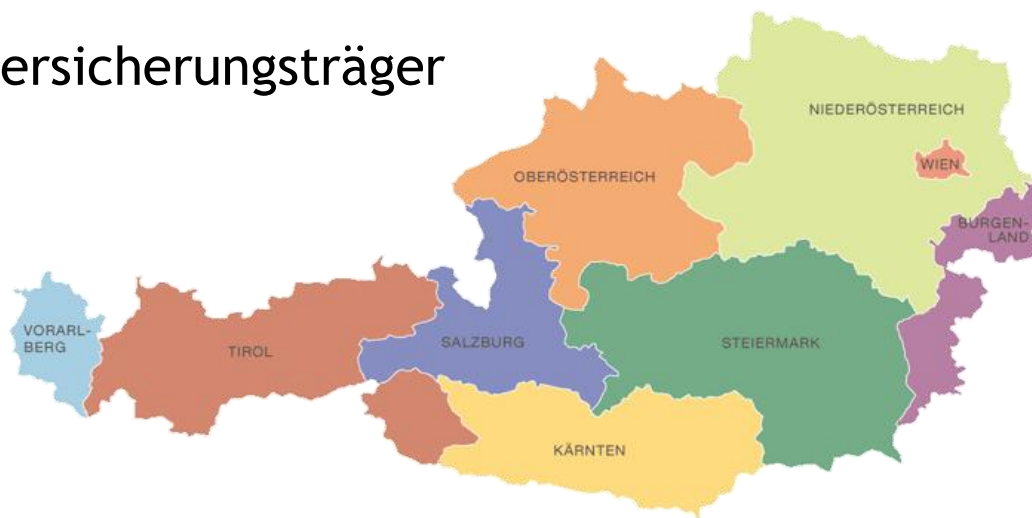 ersicherungsträger
NIEDERÖSTERREICH
WIEN
OBERÖSTERREICH
BURGEN-
LAND
VORARL-
BERG
TIROL
SALZBURG
STEIERMARK
KÄRNTEN